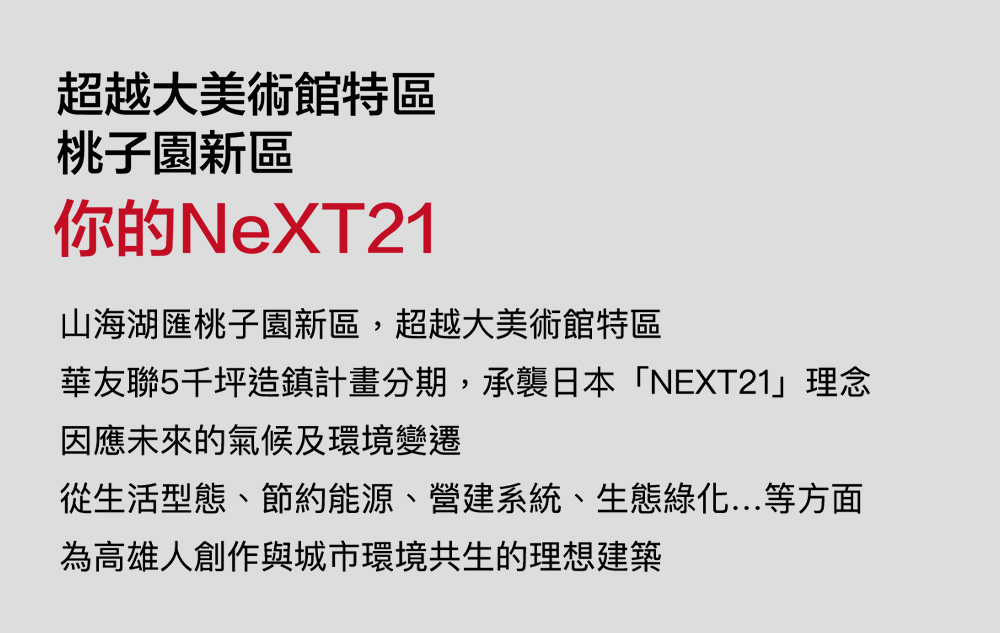 超越大美術館特區
桃子園新區
你的NeXT21
山海湖匯桃子園新區，超越大美術館特區
華友聯5千坪造鎮計畫分期，承襲日本「NEXT21」理念
因應未來的氣候及環境變遷
從生活型態、節約能源、營建系統、生態綠化…等方面
為高雄人創作與城市環境共生的理想建築